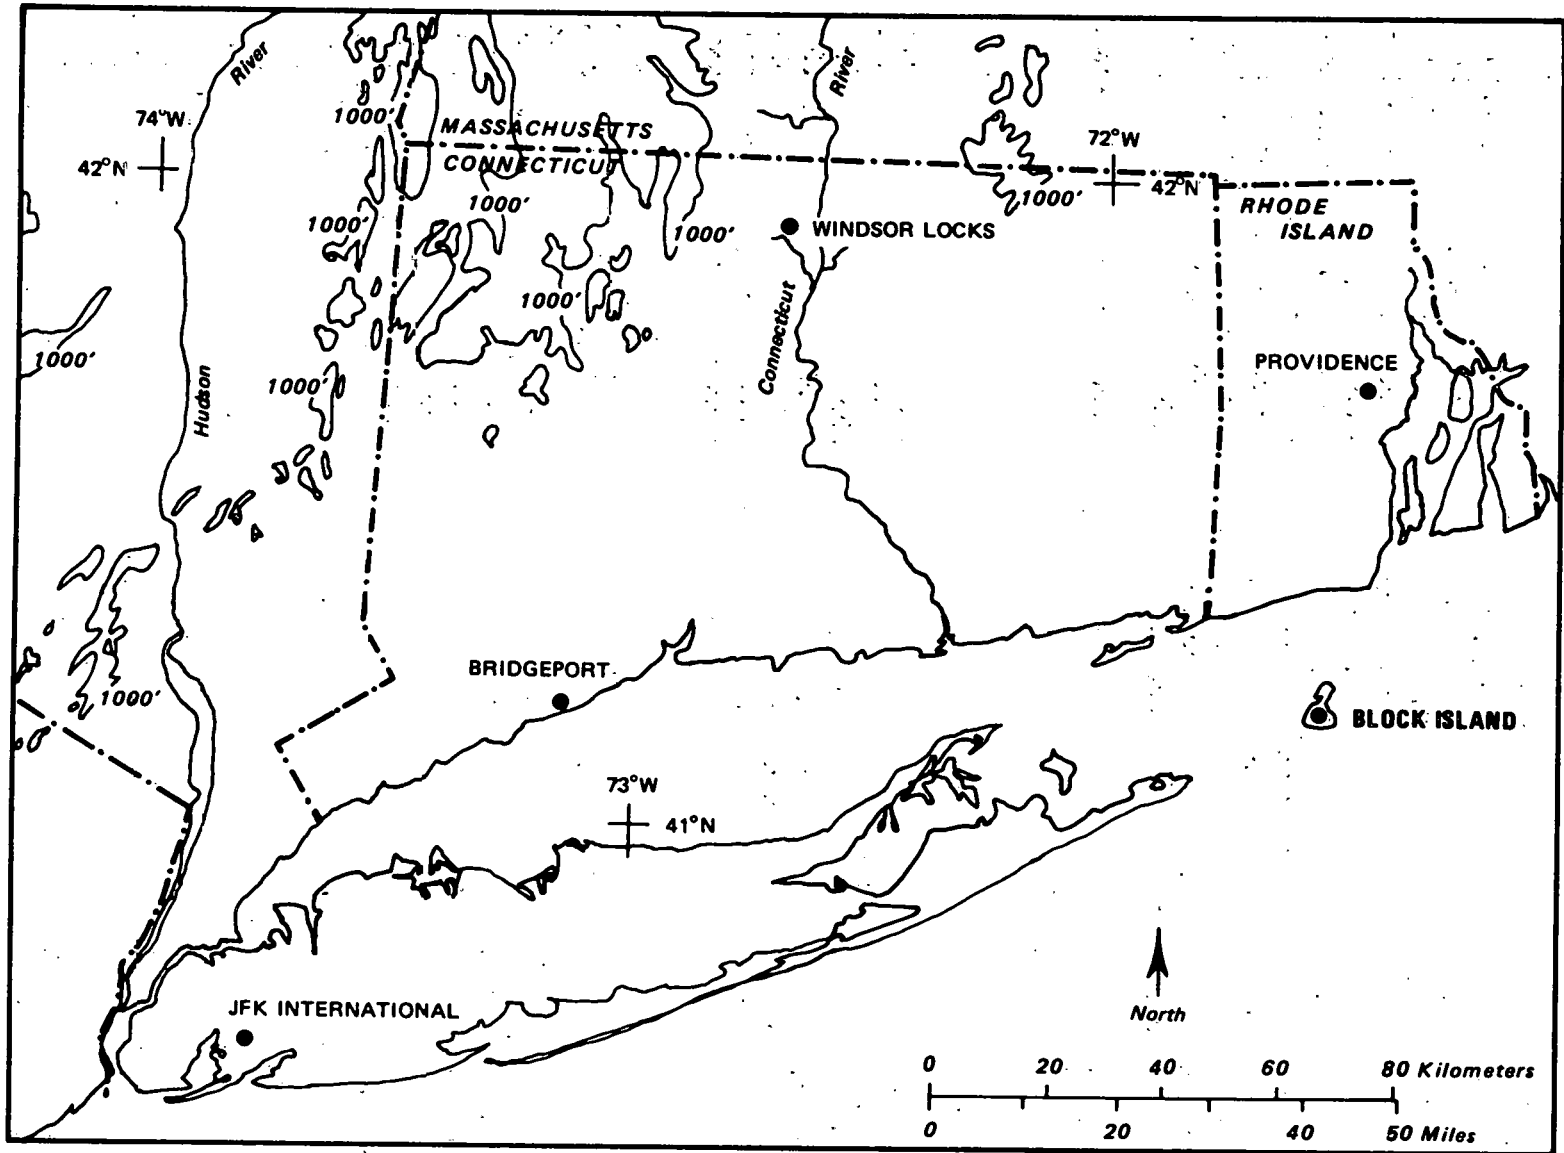 River
River
74°W
42°N
1000'
MASSACHUSETTS
CONNECTICUT
72°W
42°N
1000'
1000'
1000'
1000'
WINDSOR LOCKS
RHODE
ISLAND
1000'
1000'
Connecticut
PROVIDENCE
1000'
Hudson
1000'
BRIDGEPORT
BLOCK ISLAND
73°W
41°N
JFK INTERNATIONAL
North
0 20 40 60 80 Kilometers
0 20 40 50 Miles